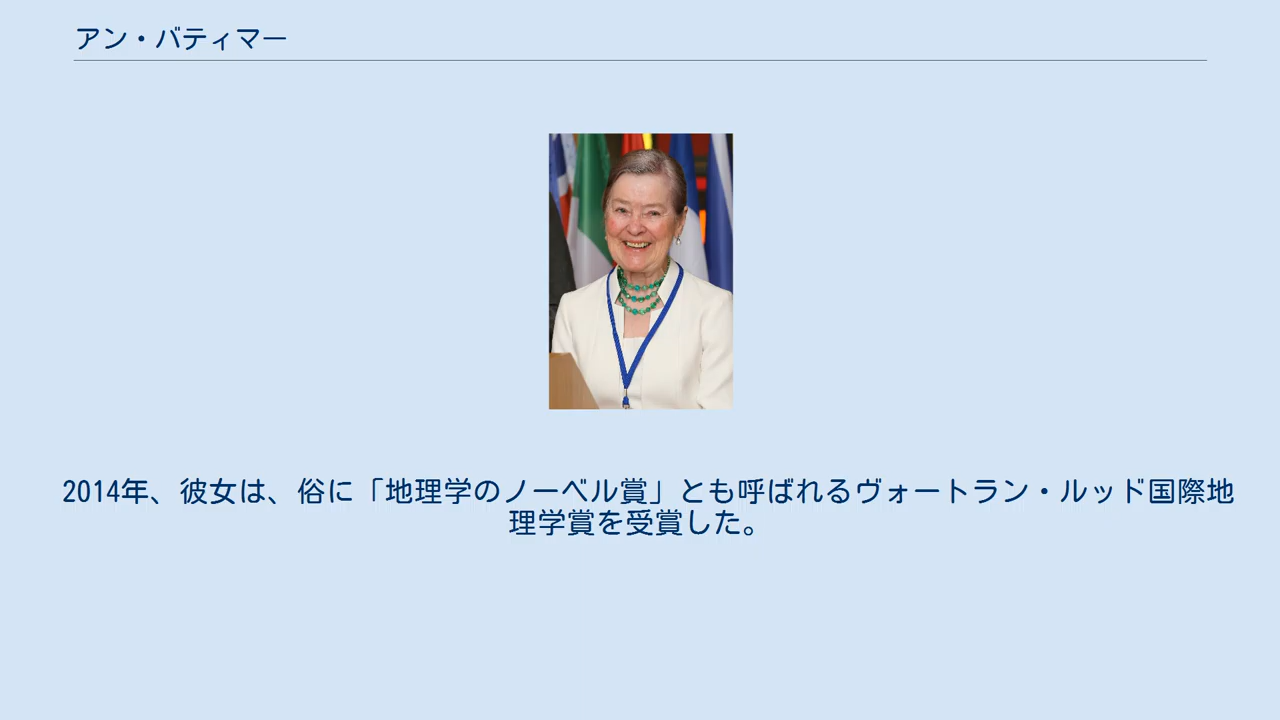 アン・バティマー
2014年、彼女は、俗に「地理学のノーベル賞」とも呼ばれるヴォートラン・ルッド国際地
理学賞を受賞した。